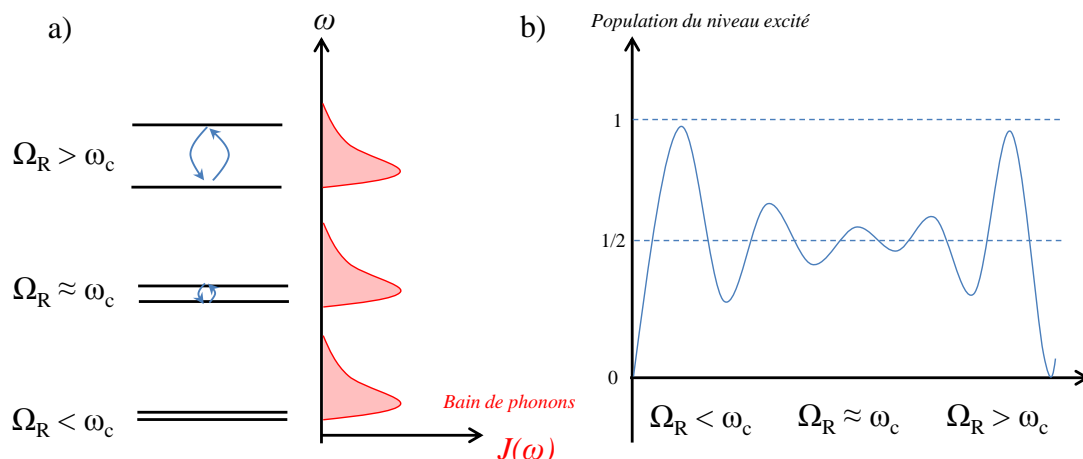 a)
ω
Ω_R > ω_c
Ω_R ≈ ω_c
Ω_R < ω_c
Bain de phonons
J(ω)
b)
Population du niveau excité
1
1/2
0
Ω_R < ω_c
Ω_R ≈ ω_c
Ω_R > ω_c